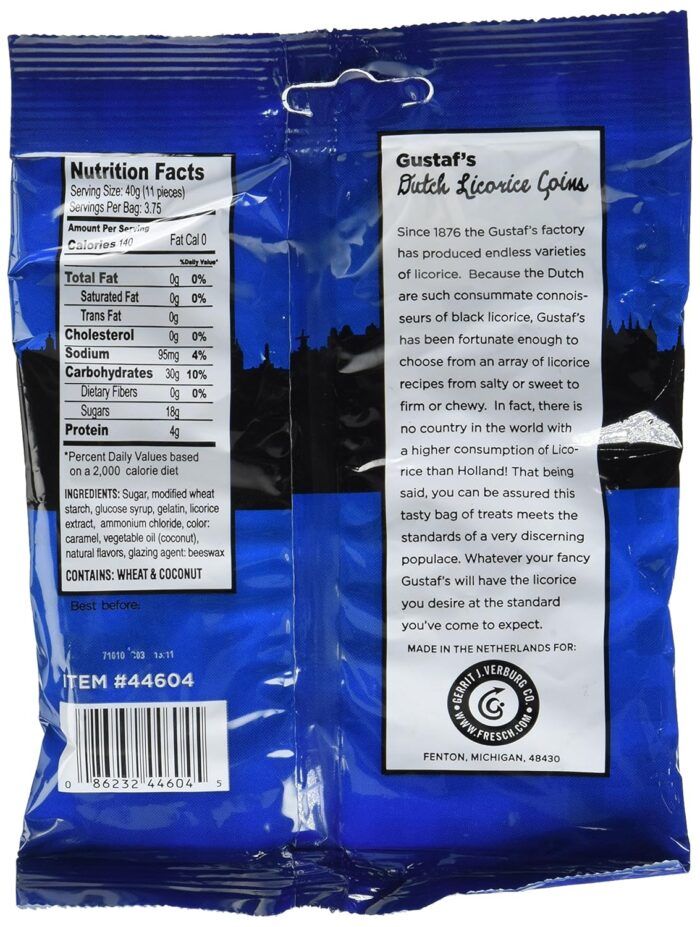 Nutrition Facts
Serving Size: 40g (11 pieces)
Servings Per Bag: 3.75
Amount Per Serving
Calories 140 Fat Cal 0
%Daily Value*
Total Fat 0g 0%
Saturated Fat 0g 0%
Trans Fat 0g
Cholesterol 0g 0%
Sodium 95mg 4%
Carbohydrates 30g 10%
Dietary Fibers 0g 0%
Sugars 18g
Protein 4g
*Percent Daily Values based
on a 2,000 calorie diet
INGREDIENTS: Sugar, modified wheat
starch, glucose syrup, gelatin, licorice
extract, ammonium chloride, color:
caramel, vegetable oil (coconut),
natural flavors, glazing agent: beeswax
CONTAINS: WHEAT & COCONUT
Best before:
13:11
ITEM #44604
0 86232 44604 5
Gustaf's
Dutch Licorice Coins
Since 1876 the Gustaf's factory
has produced endless varieties
of licorice. Because the Dutch
are such consummate connois-
seurs of black licorice, Gustaf's
has been fortunate enough to
choose from an array of licorice
recipes from salty or sweet to
firm or chewy. In fact, there is
no country in the world with
a higher consumption of Lico-
rice than Holland! That being
said, you can be assured this
tasty bag of treats meets the
standards of a very discerning
populace. Whatever your fancy
Gustaf's will have the licorice
you desire at the standard
you've come to expect.
MADE IN THE NETHERLANDS FOR:
GERRIT J. VERBURG CO.
WWW.FRESCH.COM
FENTON, MICHIGAN, 48430